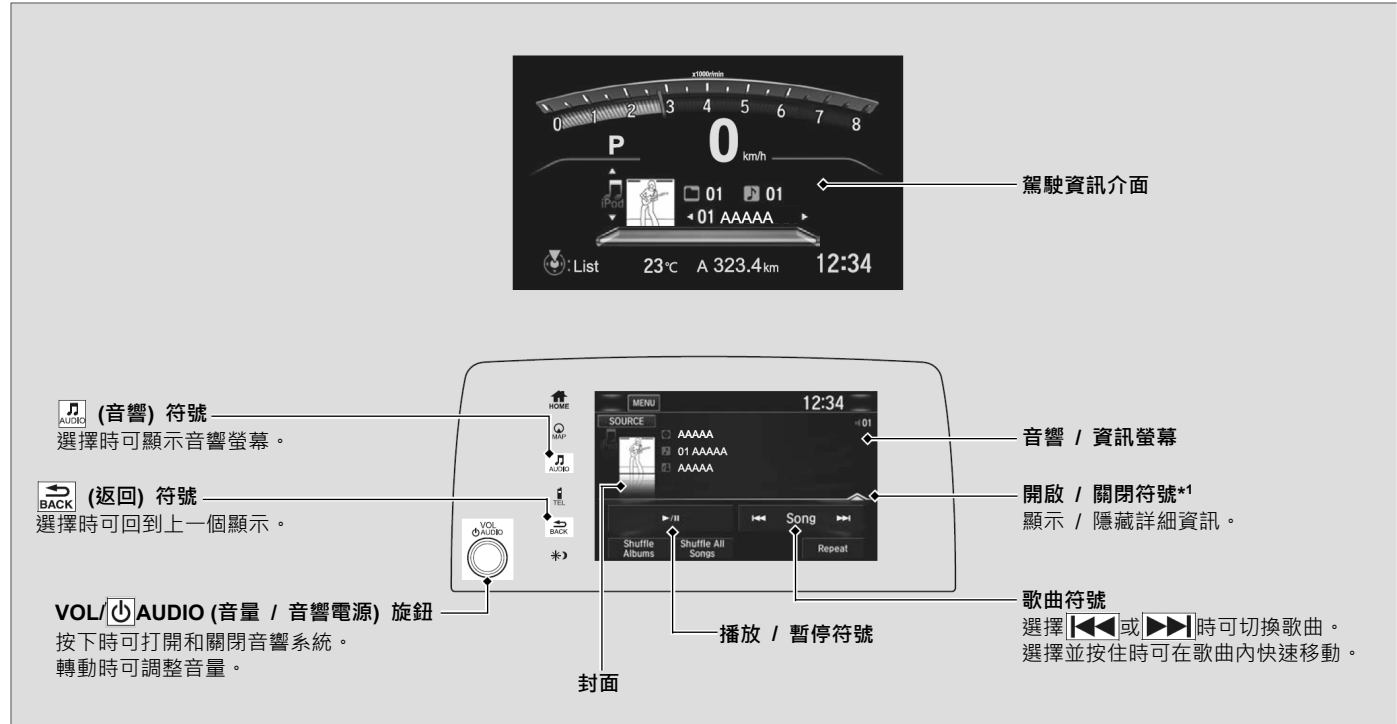 x1000r/min
0 1 2 3 4 5 6 7 8
P
0 km/h
iPod
01 01
01 AAAAA
:List 23℃ A 323.4 km 12:34
駕駛資訊介面
AUDIO (音響) 符號
選擇時可顯示音響螢幕。
BACK (返回) 符號
選擇時可回到上一個顯示。
VOL/AUDIO (音量 / 音響電源) 旋鈕
按下時可打開和關閉音響系統。
轉動時可調整音量。
HOME
MAP
AUDIO
TEL
BACK
VOL
AUDIO
MENU 12:34
SOURCE 01
AAAAA
01 AAAAA
AAAAA
Song
Shuffle
Albums
Shuffle All
Songs
Repeat
音響 / 資訊螢幕
開啟 / 關閉符號*1
顯示 / 隱藏詳細資訊。
歌曲符號
選擇 或 時可切換歌曲。
選擇並按住時可在歌曲內快速移動。
播放 / 暫停符號
封面